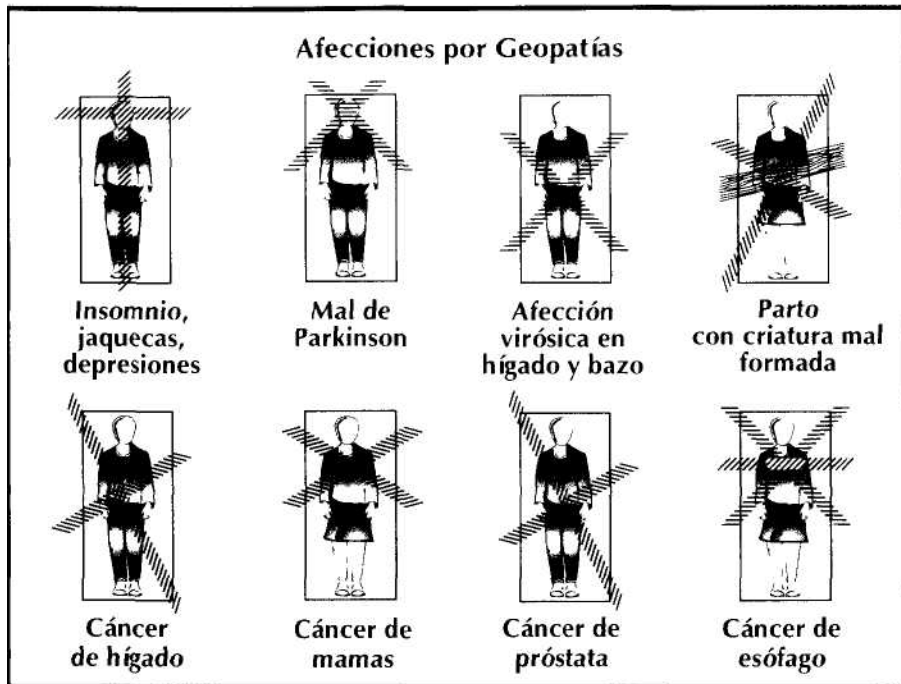 Afecciones por Geopatías
Insomnio,
jaquecas,
depresiones
Mal de
Parkinson
Afección
virósica en
hígado y bazo
Parto
con criatura mal
formada
Cáncer
de hígado
Cáncer de
mamas
Cáncer de
próstata
Cáncer de
esófago